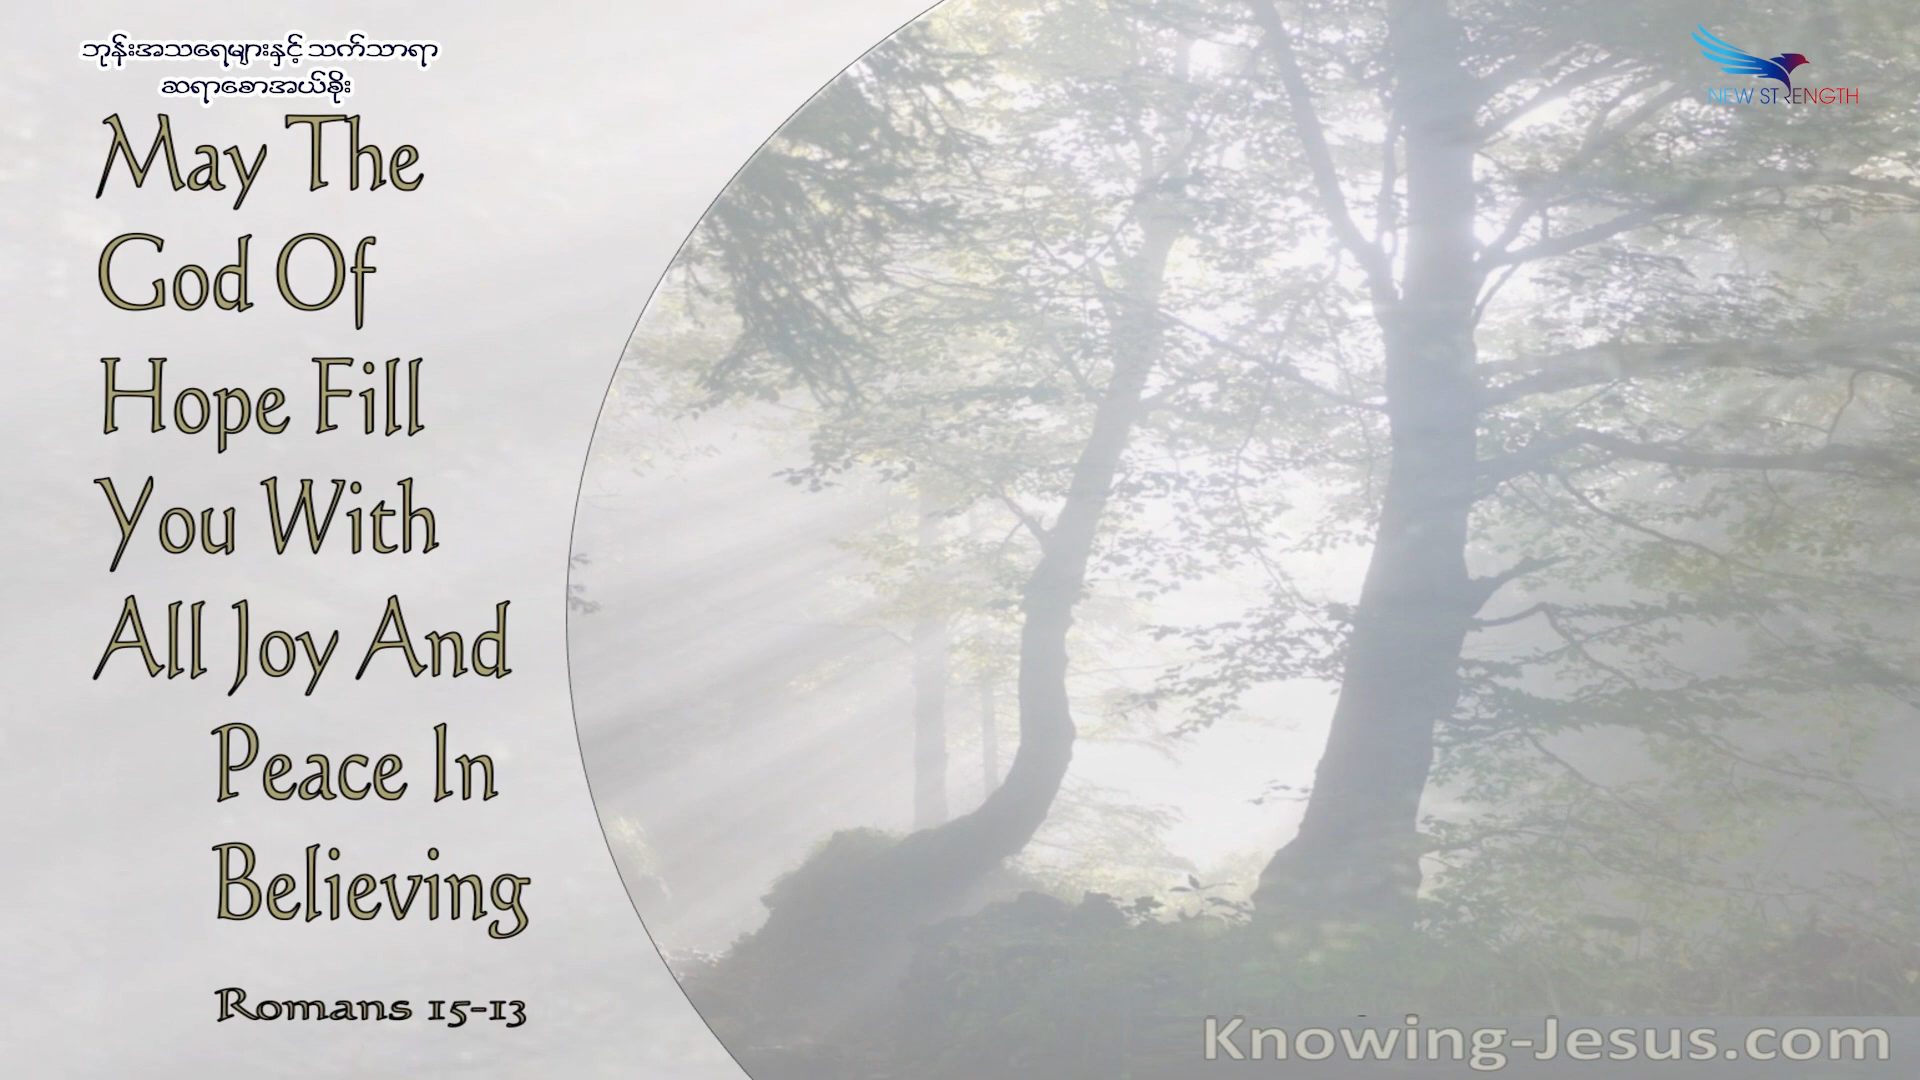 ဘုန်းအသရေများနှင့် သက်သာရာ
ဆရာစောအယ်ခိုး
NEW STRENGTH
May The
God Of
Hope Fill
You With
All Joy And
Peace In
Believing
Romans 15-13
Knowing-Jesus.com